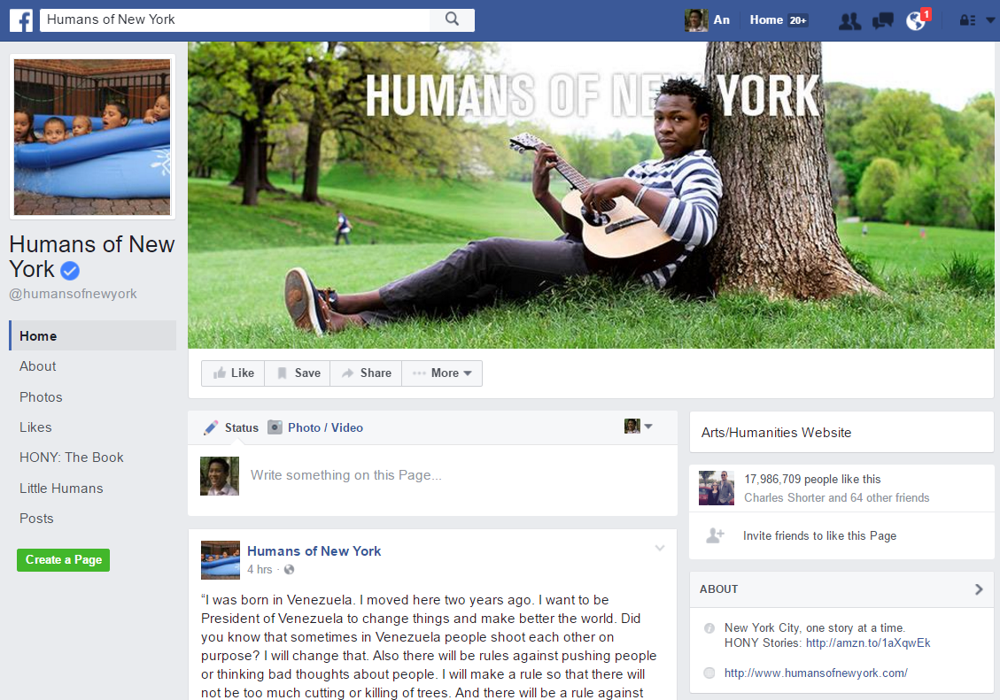 f
Humans of New York
An
Home 20+
1
HUMANS OF NEW YORK
Humans of New
York
@humansofnewyork
Home
About
Photos
Likes
HONY: The Book
Little Humans
Posts
Create a Page
Like
Save
Share
More
Status
Photo / Video
Write something on this Page...
Humans of New York
4 hrs ·
“I was born in Venezuela. I moved here two years ago. I want to be
President of Venezuela to change things and make better the world. Did
you know that sometimes in Venezuela people shoot each other on
purpose? I will change that. Also there will be rules against pushing people
or thinking bad thoughts about people. I will make a rule so that there will
not be too much cutting or killing of trees. And there will be a rule against
Arts/Humanities Website
17,986,709 people like this
Charles Shorter and 64 other friends
Invite friends to like this Page
ABOUT
New York City, one story at a time.
HONY Stories: http://amzn.to/1aXqwEk
http://www.humansofnewyork.com/